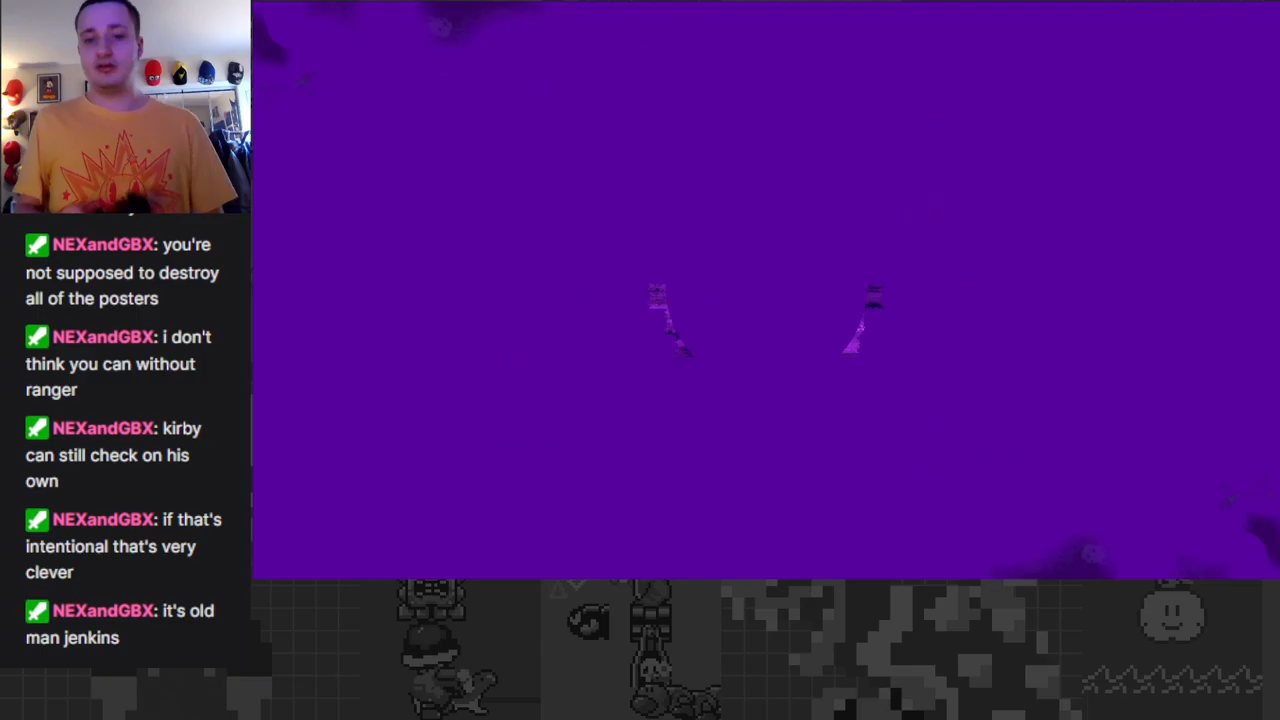 NEXandGBX: you're
not supposed to destroy
all of the posters
NEXandGBX: i don't
think you can without
ranger
NEXandGBX: kirby
can still check on his
own
NEXandGBX: if that's
intentional that's very
clever
NEXandGBX: it's old
man jenkins